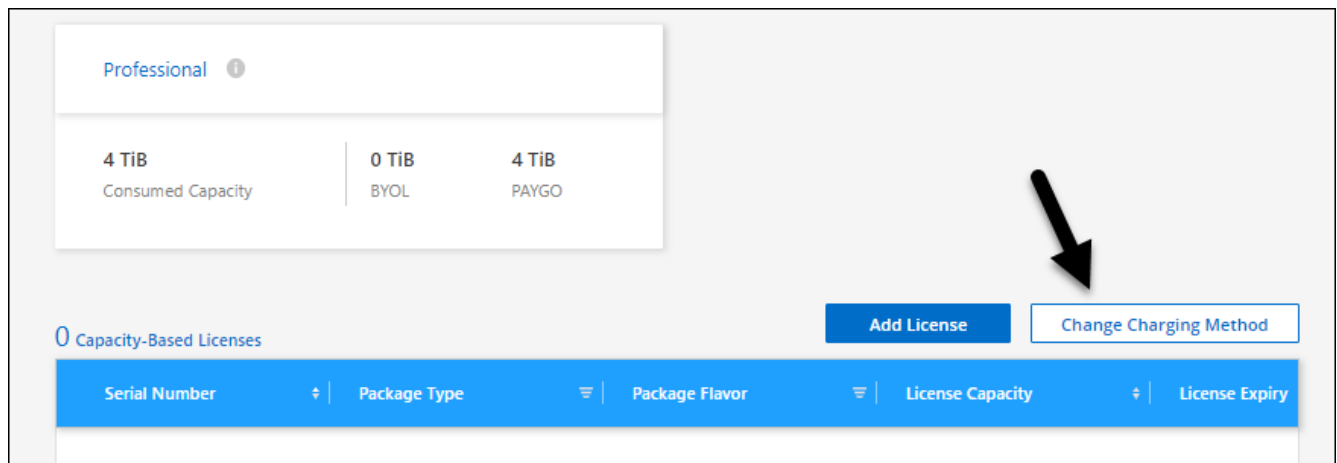 Professional
4 TiB 0 TiB 4 TiB
Consumed Capacity BYOL PAYGO
Add License Change Charging Method
0 Capacity-Based Licenses
Serial Number Package Type Package Flavor License Capacity License Expiry